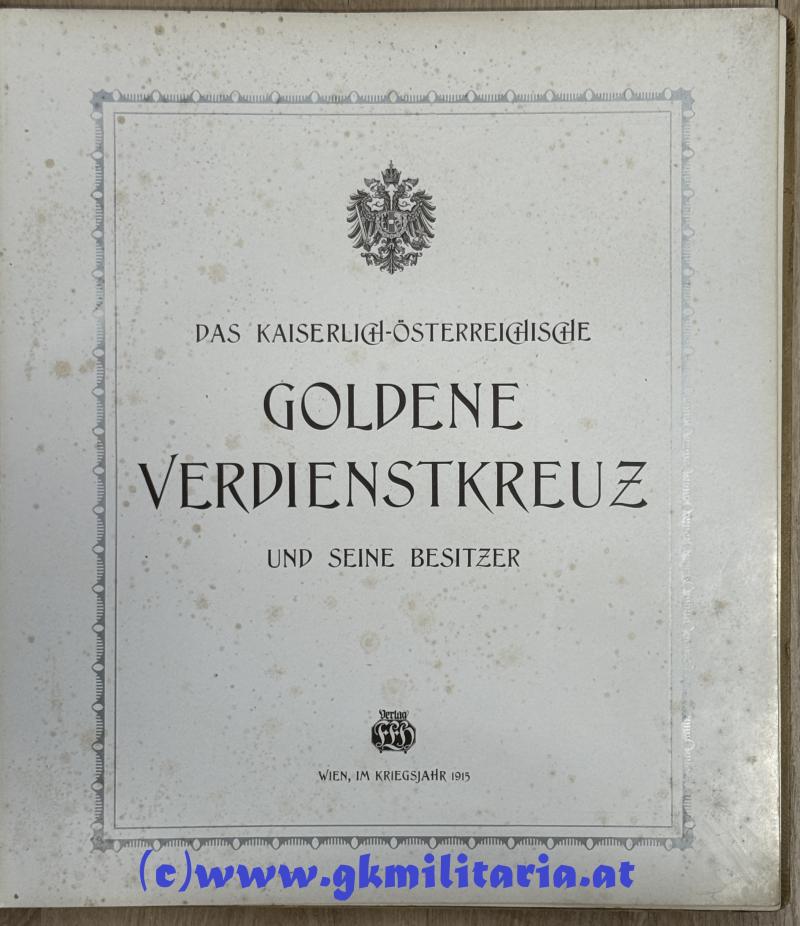 DAS KAISERLICH-ÖSTERREICHISCHE
GOLDENE
VERDIENSTKREUZ
UND SEINE BESITZER
Verlag
WIEN, IM KRIEGSJAHR 1915
(c)www.gkmilitaria.at